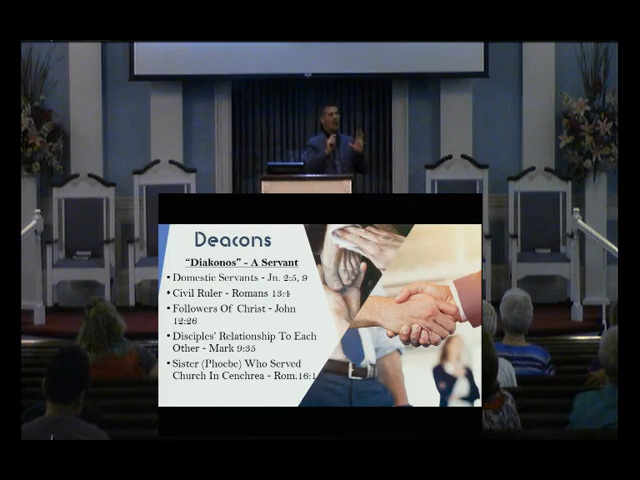 Deacons
"Diakonos" - A Servant
• Domestic Servants - Jn. 2:5, 9
• Civil Ruler - Romans 13:4
• Followers Of Christ - John
12:26
• Disciples' Relationship To Each
Other - Mark 9:35
• Sister (Phoebe) Who Served
Church In Cenchrea - Rom.16:1